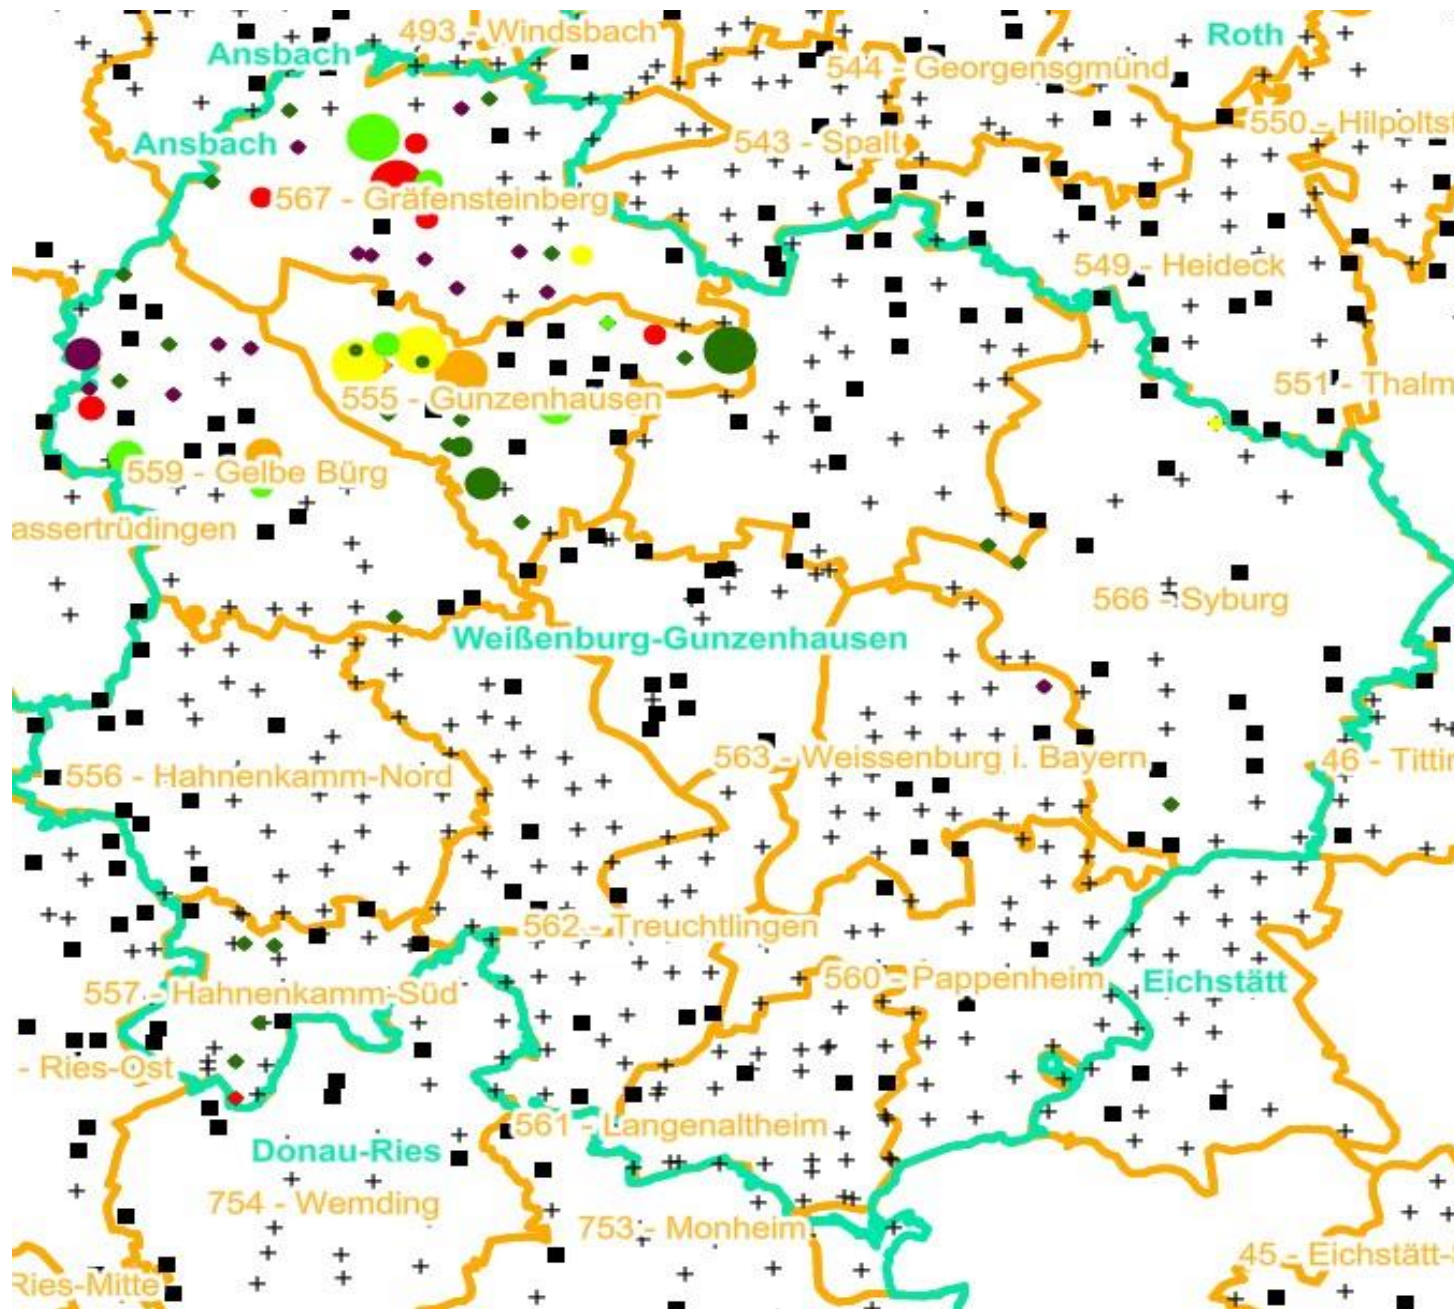 493 - Windsbach
Roth
Ansbach
544 - Georgensgmünd
550 - Hilpoltst
543 - Spalt
Ansbach
567 - Gräfensteinberg
549 - Heideck
551 - Thalm
555 - Gunzenhausen
559 - Gelbe Bürg
assertrüdingen
566 - Syburg
Weißenburg-Gunzenhausen
563 - Weissenburg i. Bayern
46 - Tittin
556 - Hahnenkamm-Nord
562 - Treuchtlingen
560 - Pappenheim
Eichstätt
557 - Hahnenkamm-Süd
- Ries-Ost
561 - Langenaltheim
Donau-Ries
754 - Wemding
753 - Monheim
45 - Eichstätt-
Ries-Mitte